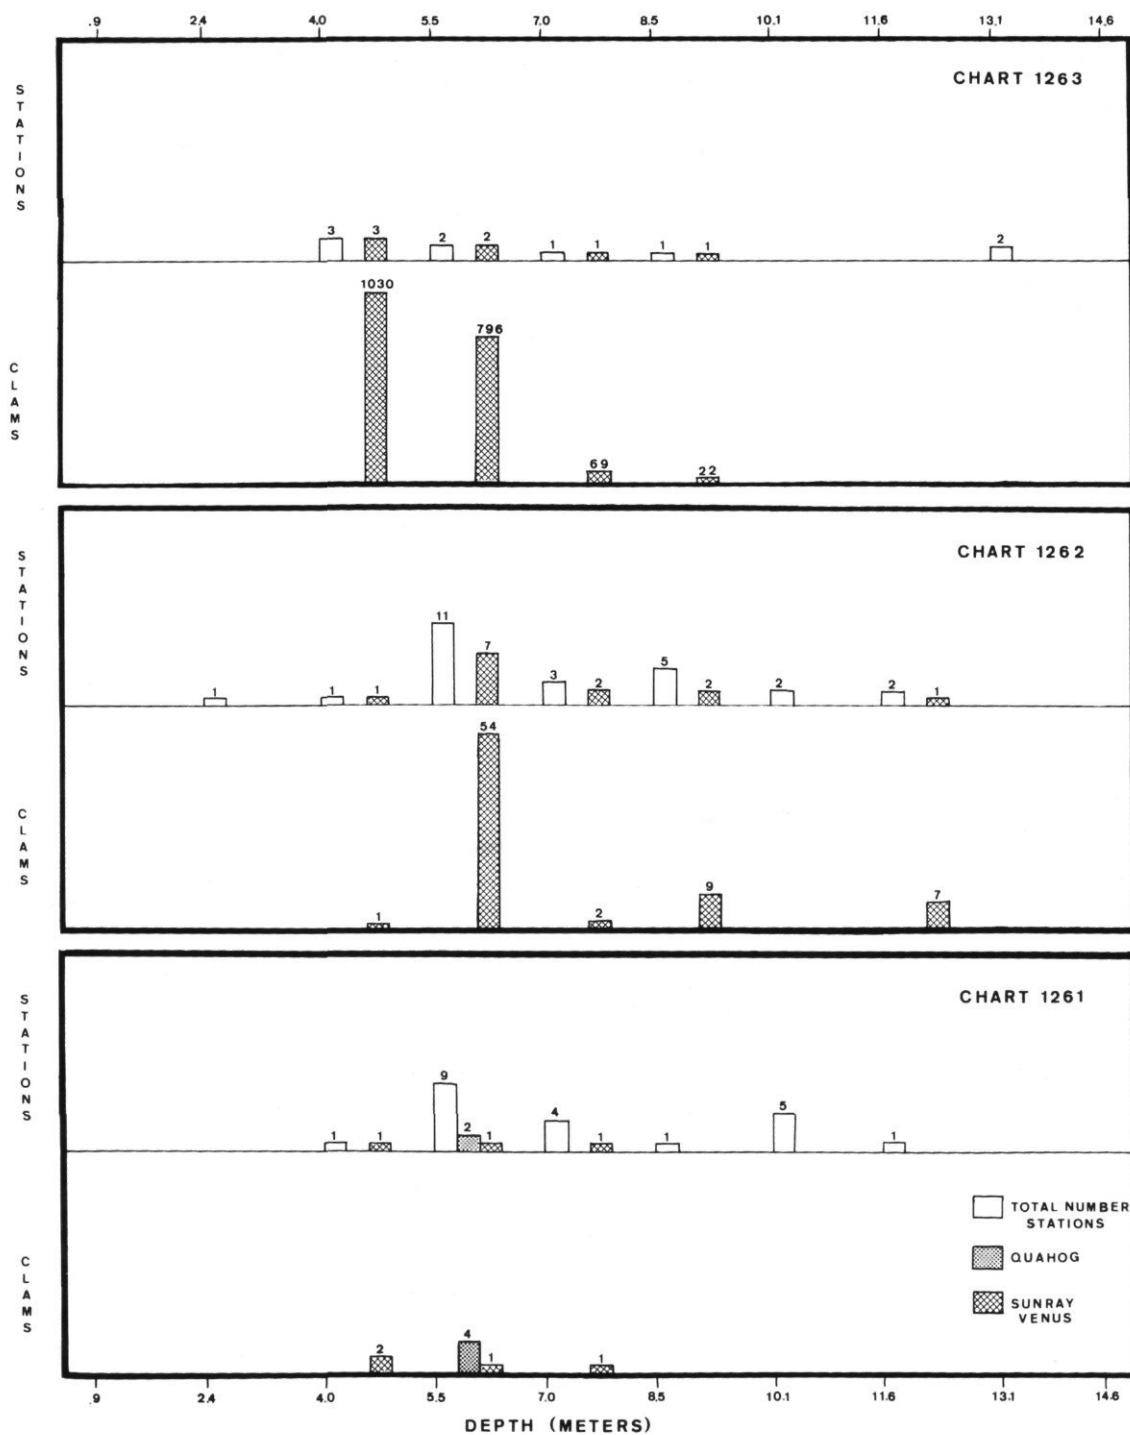 .9 2.4 4.0 5.5 7.0 8.5 10.1 11.6 13.1 14.6
CHART 1263
STATIONS
3 3 2 2 1 1 1 1 2
CLAMS
1030 796 69 22
CHART 1262
STATIONS
1 1 1 11 7 3 2 5 2 2 2 1
CLAMS
1 54 2 9 7
CHART 1261
STATIONS
1 1 9 2 1 4 1 1 5 1
TOTAL NUMBER
STATIONS
QUAHOG
SUNRAY
VENUS
CLAMS
2 4 1 1
.9 2.4 4.0 5.5 7.0 8.5 10.1 11.6 13.1 14.6
DEPTH (METERS)